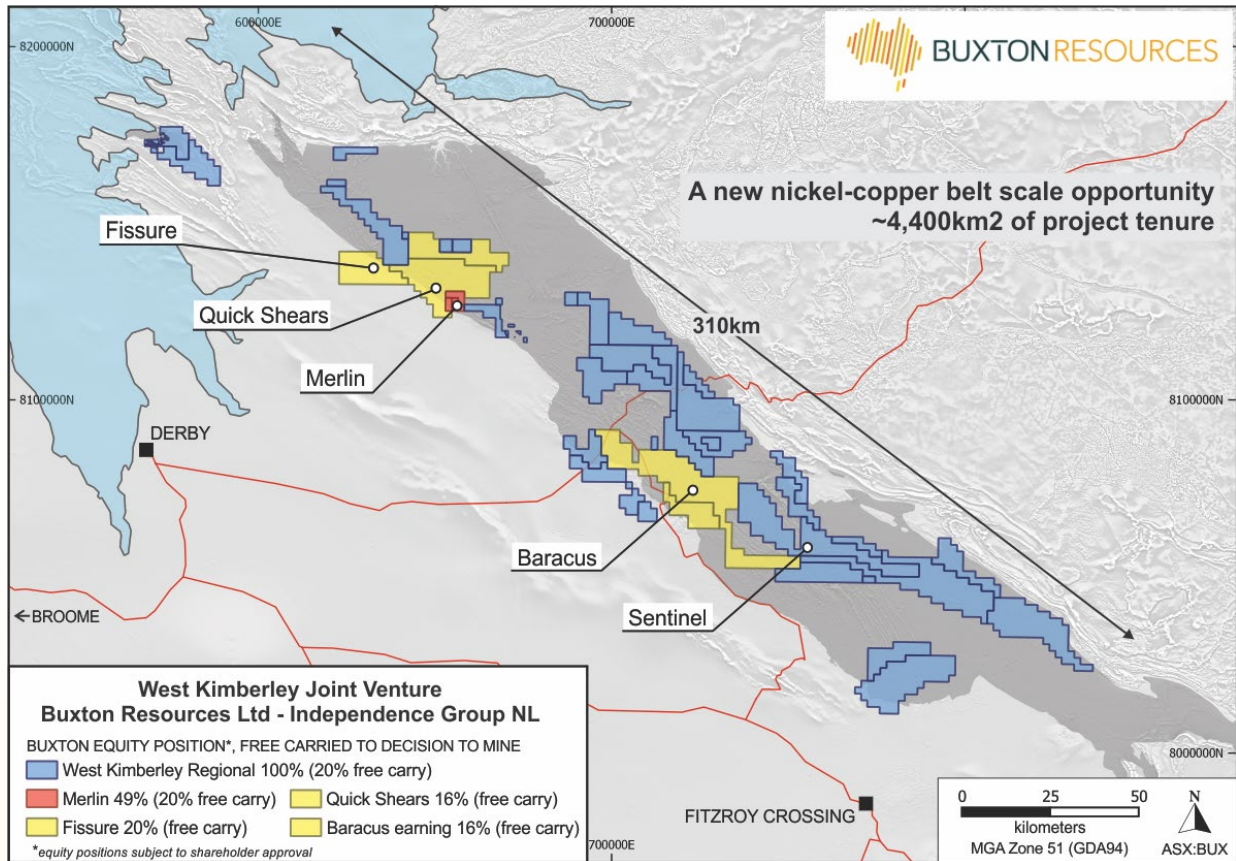 600000E
700000E
8200000N
BUXTON RESOURCES
A new nickel-copper belt scale opportunity
~4,400km2 of project tenure
Fissure
Quick Shears
Merlin
310km
8100000N
8100000N
DERBY
Baracus
Sentinel
←BROOME
West Kimberley Joint Venture
Buxton Resources Ltd - Independence Group NL
BUXTON EQUITY POSITION*, FREE CARRIED TO DECISION TO MINE
West Kimberley Regional 100% (20% free carry)
Merlin 49% (20% free carry)
Quick Shears 16% (free carry)
Fissure 20% (free carry)
Baracus earning 16% (free carry)
*equity positions subject to shareholder approval
8000000N
FITZROY CROSSING
0 25 50
kilometers
MGA Zone 51 (GDA94)
N
ASX:BUX
700000E